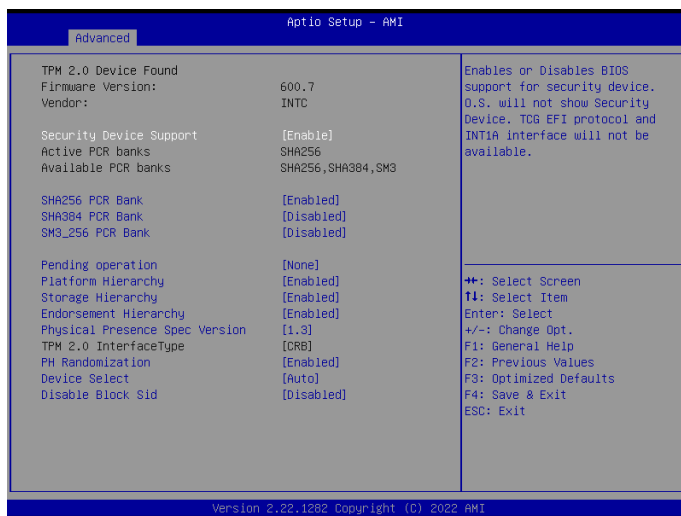 Aptio Setup - AMI
Advanced
TPM 2.0 Device Found
Firmware Version: 600.7
Vendor: INTC
Security Device Support [Enable]
Active PCR banks SHA256
Available PCR banks SHA256,SHA384,SM3
SHA256 PCR Bank [Enabled]
SHA384 PCR Bank [Disabled]
SM3_256 PCR Bank [Disabled]
Pending operation [None]
Platform Hierarchy [Enabled]
Storage Hierarchy [Enabled]
Endorsement Hierarchy [Enabled]
Physical Presence Spec Version [1.3]
TPM 2.0 InterfaceType [CRB]
PH Randomization [Enabled]
Device Select [Auto]
Disable Block Sid [Disabled]
Enables or Disables BIOS
support for security device.
O.S. will not show Security
Device. TCG EFI protocol and
INT1A interface will not be
available.
→←: Select Screen
↑↓: Select Item
Enter: Select
+/-: Change Opt.
F1: General Help
F2: Previous Values
F3: Optimized Defaults
F4: Save & Exit
ESC: Exit
Version 2.22.1282 Copyright (C) 2022 AMI